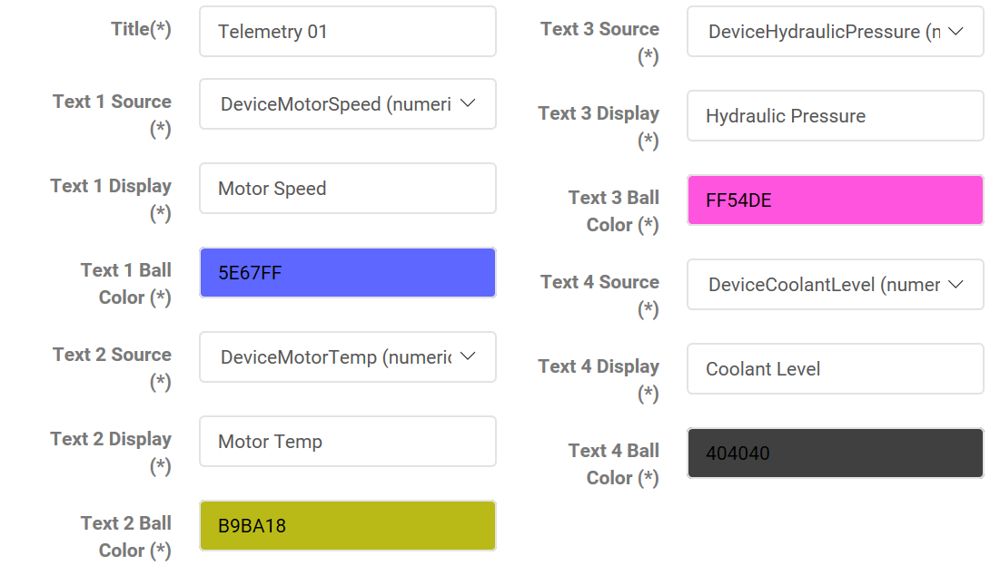 Title(*)
Telemetry 01
Text 1 Source
(*)
DeviceMotorSpeed (numeri
Text 1 Display
(*)
Motor Speed
Text 1 Ball
Color (*)
5E67FF
Text 2 Source
(*)
DeviceMotorTemp (numeric
Text 2 Display
(*)
Motor Temp
Text 2 Ball
Color (*)
B9BA18
Text 3 Source
(*)
DeviceHydraulicPressure (n
Text 3 Display
(*)
Hydraulic Pressure
Text 3 Ball
Color (*)
FF54DE
Text 4 Source
(*)
DeviceCoolantLevel (numer
Text 4 Display
(*)
Coolant Level
Text 4 Ball
Color (*)
404040